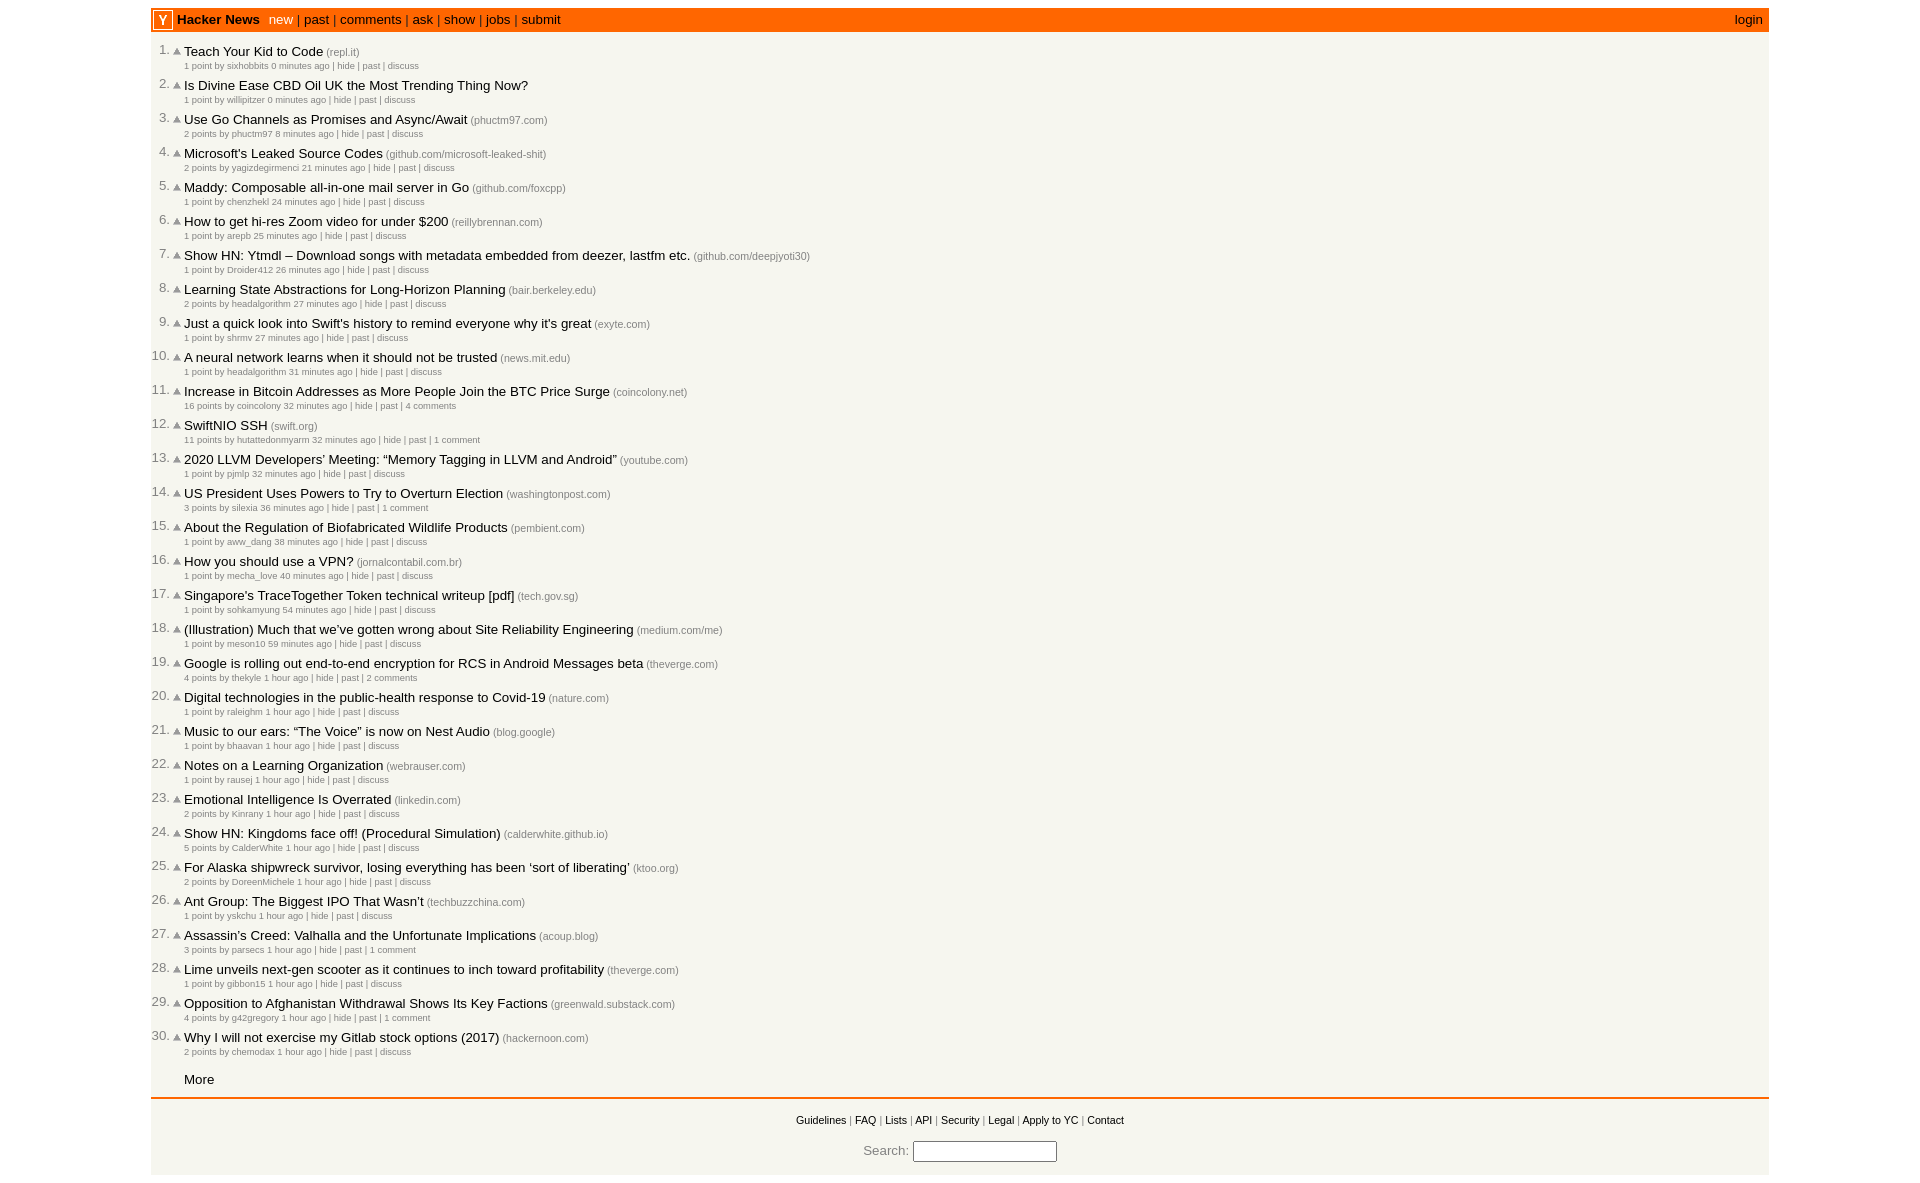 Y Hacker News new | past | comments | ask | show | jobs | submit login
1. Teach Your Kid to Code (repl.it)
1 point by sixhobbits 0 minutes ago | hide | past | discuss
2. Is Divine Ease CBD Oil UK the Most Trending Thing Now?
1 point by willipitzer 0 minutes ago | hide | past | discuss
3. Use Go Channels as Promises and Async/Await (phuctm97.com)
2 points by phuctm97 8 minutes ago | hide | past | discuss
4. Microsoft's Leaked Source Codes (github.com/microsoft-leaked-shit)
2 points by yagizdegirmenci 21 minutes ago | hide | past | discuss
5. Maddy: Composable all-in-one mail server in Go (github.com/foxcpp)
1 point by chenzhekl 24 minutes ago | hide | past | discuss
6. How to get hi-res Zoom video for under $200 (reillybrennan.com)
1 point by arepb 25 minutes ago | hide | past | discuss
7. Show HN: Ytmdl – Download songs with metadata embedded from deezer, lastfm etc. (github.com/deepjyoti30)
1 point by Droider412 26 minutes ago | hide | past | discuss
8. Learning State Abstractions for Long-Horizon Planning (bair.berkeley.edu)
2 points by headalgorithm 27 minutes ago | hide | past | discuss
9. Just a quick look into Swift's history to remind everyone why it's great (exyte.com)
1 point by shrmv 27 minutes ago | hide | past | discuss
10. A neural network learns when it should not be trusted (news.mit.edu)
1 point by headalgorithm 31 minutes ago | hide | past | discuss
11. Increase in Bitcoin Addresses as More People Join the BTC Price Surge (coincolony.net)
16 points by coincolony 32 minutes ago | hide | past | 4 comments
12. SwiftNIO SSH (swift.org)
11 points by hutattedonmyarm 32 minutes ago | hide | past | 1 comment
13. 2020 LLVM Developers’ Meeting: “Memory Tagging in LLVM and Android” (youtube.com)
1 point by pjmlp 32 minutes ago | hide | past | discuss
14. US President Uses Powers to Try to Overturn Election (washingtonpost.com)
3 points by silexia 36 minutes ago | hide | past | 1 comment
15. About the Regulation of Biofabricated Wildlife Products (pembient.com)
1 point by aww_dang 38 minutes ago | hide | past | discuss
16. How you should use a VPN? (jornalcontabil.com.br)
1 point by mecha_love 40 minutes ago | hide | past | discuss
17. Singapore's TraceTogether Token technical writeup [pdf] (tech.gov.sg)
1 point by sohkamyung 54 minutes ago | hide | past | discuss
18. (Illustration) Much that we’ve gotten wrong about Site Reliability Engineering (medium.com/me)
1 point by meson10 59 minutes ago | hide | past | discuss
19. Google is rolling out end-to-end encryption for RCS in Android Messages beta (theverge.com)
4 points by thekyle 1 hour ago | hide | past | 2 comments
20. Digital technologies in the public-health response to Covid-19 (nature.com)
1 point by raleighm 1 hour ago | hide | past | discuss
21. Music to our ears: “The Voice” is now on Nest Audio (blog.google)
1 point by bhaavan 1 hour ago | hide | past | discuss
22. Notes on a Learning Organization (webrauser.com)
1 point by rausej 1 hour ago | hide | past | discuss
23. Emotional Intelligence Is Overrated (linkedin.com)
2 points by Kinrany 1 hour ago | hide | past | discuss
24. Show HN: Kingdoms face off! (Procedural Simulation) (calderwhite.github.io)
5 points by CalderWhite 1 hour ago | hide | past | discuss
25. For Alaska shipwreck survivor, losing everything has been ‘sort of liberating’ (ktoo.org)
2 points by DoreenMichele 1 hour ago | hide | past | discuss
26. Ant Group: The Biggest IPO That Wasn’t (techbuzzchina.com)
1 point by yskchu 1 hour ago | hide | past | discuss
27. Assassin’s Creed: Valhalla and the Unfortunate Implications (acoup.blog)
3 points by parsecs 1 hour ago | hide | past | 1 comment
28. Lime unveils next-gen scooter as it continues to inch toward profitability (theverge.com)
1 point by gibbon15 1 hour ago | hide | past | discuss
29. Opposition to Afghanistan Withdrawal Shows Its Key Factions (greenwald.substack.com)
4 points by g42gregory 1 hour ago | hide | past | 1 comment
30. Why I will not exercise my Gitlab stock options (2017) (hackernoon.com)
2 points by chemodax 1 hour ago | hide | past | discuss
More
Guidelines | FAQ | Lists | API | Security | Legal | Apply to YC | Contact
Search: